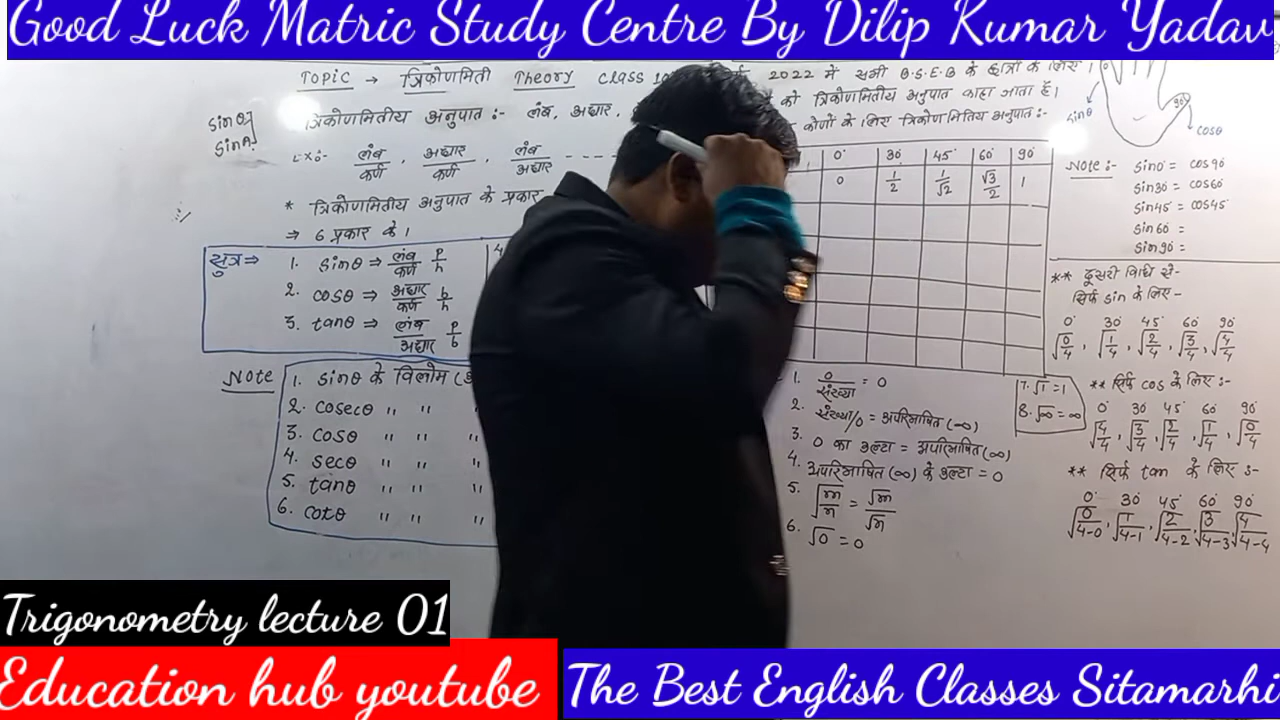 Good Luck Matric Study Centre By Dilip Kumar Yadav
Topic → त्रिकोणमिती Theory Class 10
2022 में सभी B.S.E.B के छात्रों के लिए।
Sinθ
SinA
त्रिकोणमितीय अनुपात :- लंब, आधार,
को त्रिकोणमितीय अनुपात काहा जाता हैं।
कोणों के लिए त्रिकोणमितिय अनुपात :-
लंब/कर्ण , आधार/कर्ण , लंब/आधार ----
* त्रिकोणमितीय अनुपात के प्रकार
⇒ 6 प्रकार के।
सुत्र ⇒
1. Sinθ ⇒ लंब/कर्ण p/h
2. cosθ ⇒ आधार/कर्ण b/h
3. tanθ ⇒ लंब/आधार p/b
Note
1. Sinθ के विलोम
2. Cosecθ " " "
3. Cosθ " " "
4. Secθ " " "
5. tanθ " " "
6. Cotθ " " "
0° 30° 45° 60° 90°
0 1/2 1/√2 √3/2 1
1. 0/संख्या = 0
2. संख्या/0 = अपरिभाषित (∞)
3. 0 का उल्टा = अपरिभाषित (∞)
4. अपरिभाषित (∞) के उल्टा = 0
5. √m/n = √m/√n
6. √0 = 0
7. √1 = 1
8. √∞ = ∞
0°
90°
Sinθ
Cosθ
Note :-
Sin0° = Cos90°
Sin30° = Cos60°
Sin45° = Cos45°
Sin60° =
Sin90° =
** दूसरी विधि से-
सिर्फ Sin के लिए -
0° 30° 45° 60° 90°
√0/4 , √1/4 , √2/4 , √3/4 , √4/4
** सिर्फ cos के लिए :-
0° 30° 45° 60° 90°
√4/4 , √3/4 , √2/4 , √1/4 , √0/4
** सिर्फ tan के लिए :-
0° 30° 45° 60° 90°
√0/4-0 , √1/4-1 , √2/4-2 , √3/4-3 , √4/4-4
Trigonometry lecture 01
Education hub youtube
The Best English Classes Sitamarhi